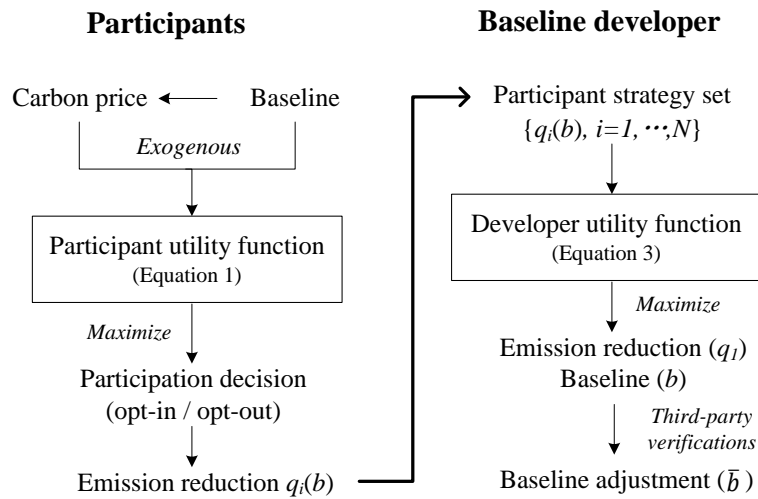 Participants
Carbon price
Baseline
Exogenous
Participant utility function
(Equation 1)
Maximize
Participation decision
(opt-in / opt-out)
Emission reduction qᵢ(b)
Baseline developer
Participant strategy set
{qᵢ(b), i=1, ⋯,N}
Developer utility function
(Equation 3)
Maximize
Emission reduction (q₁)
Baseline (b)
Third-party
verifications
Baseline adjustment (b̄)